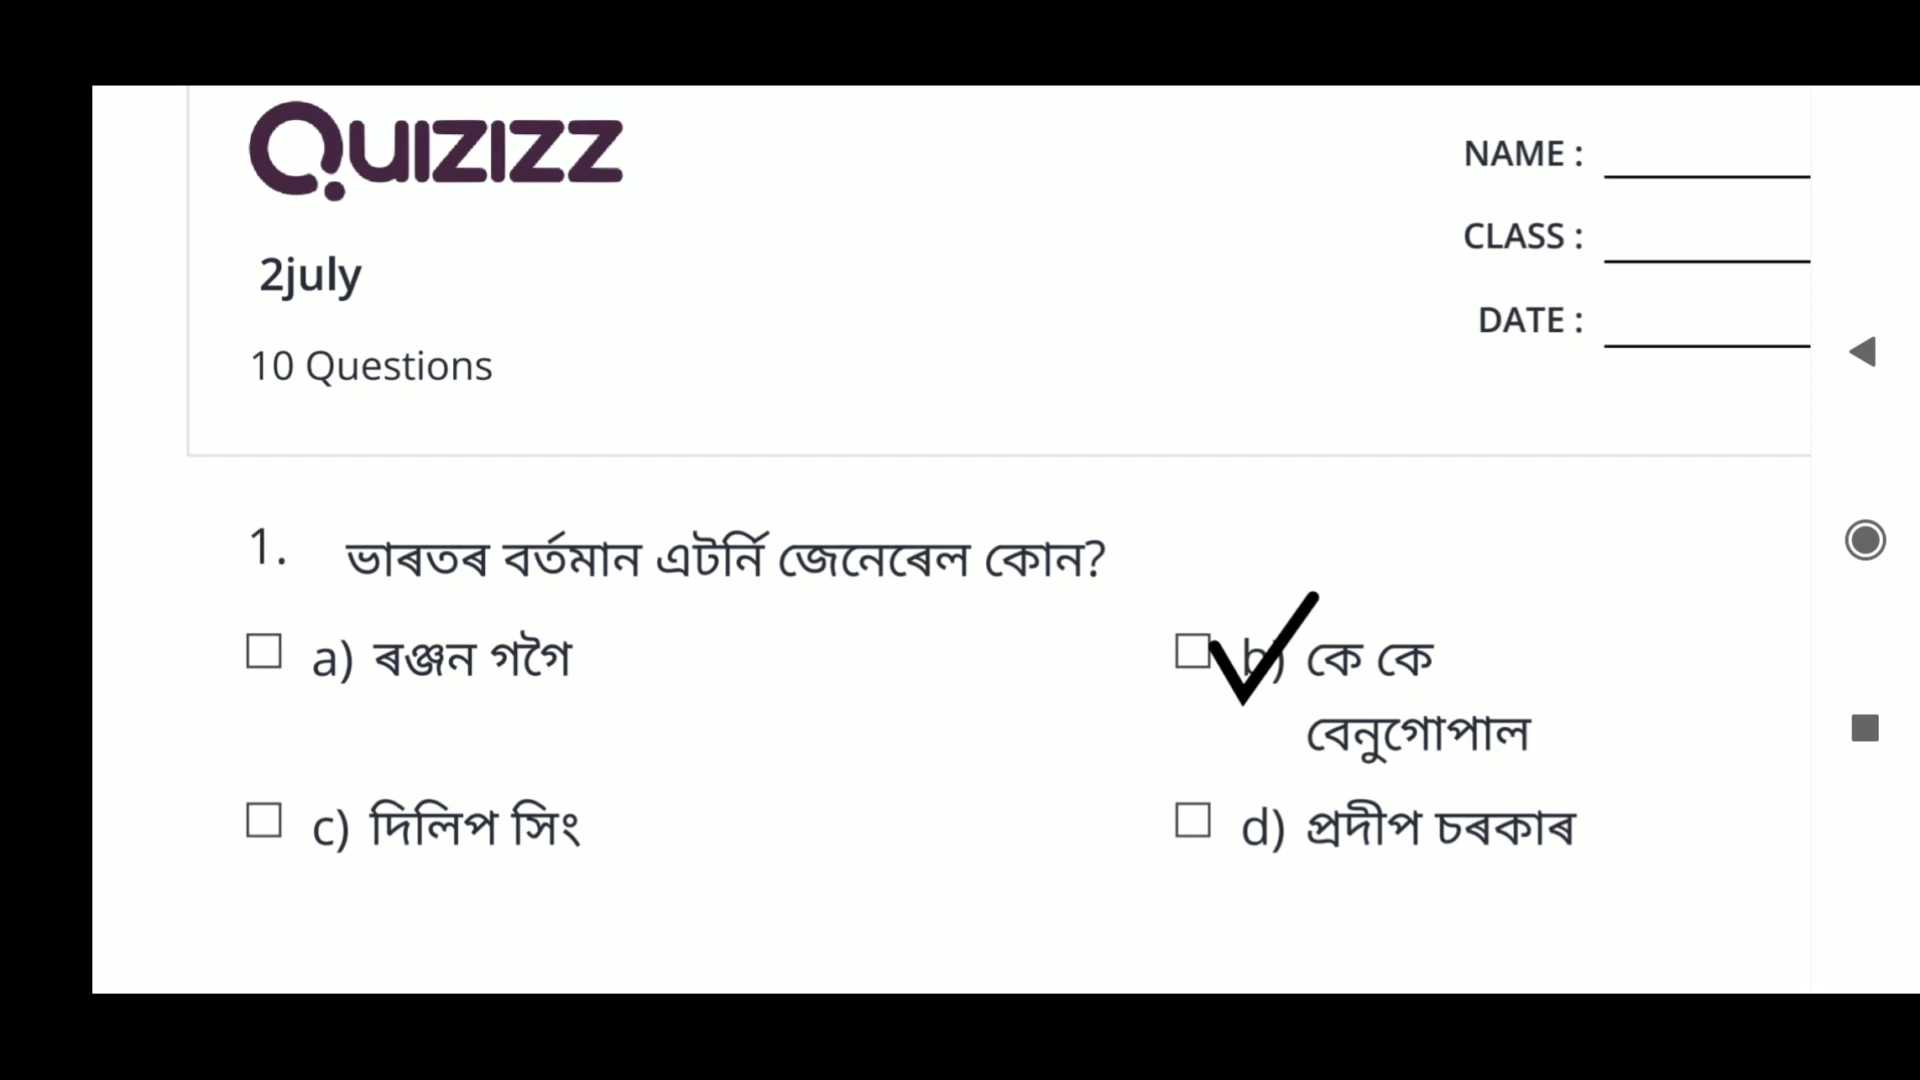 Quizizz
NAME :
2july
CLASS :
10 Questions
DATE :
1. ভাৰতৰ বৰ্তমান এটৰ্নি জেনেৰেল কোন?
a) ৰঞ্জন গগৈ
b) কে কে
বেনুগোপাল
c) দিলিপ সিং
d) প্ৰদীপ চৰকাৰ